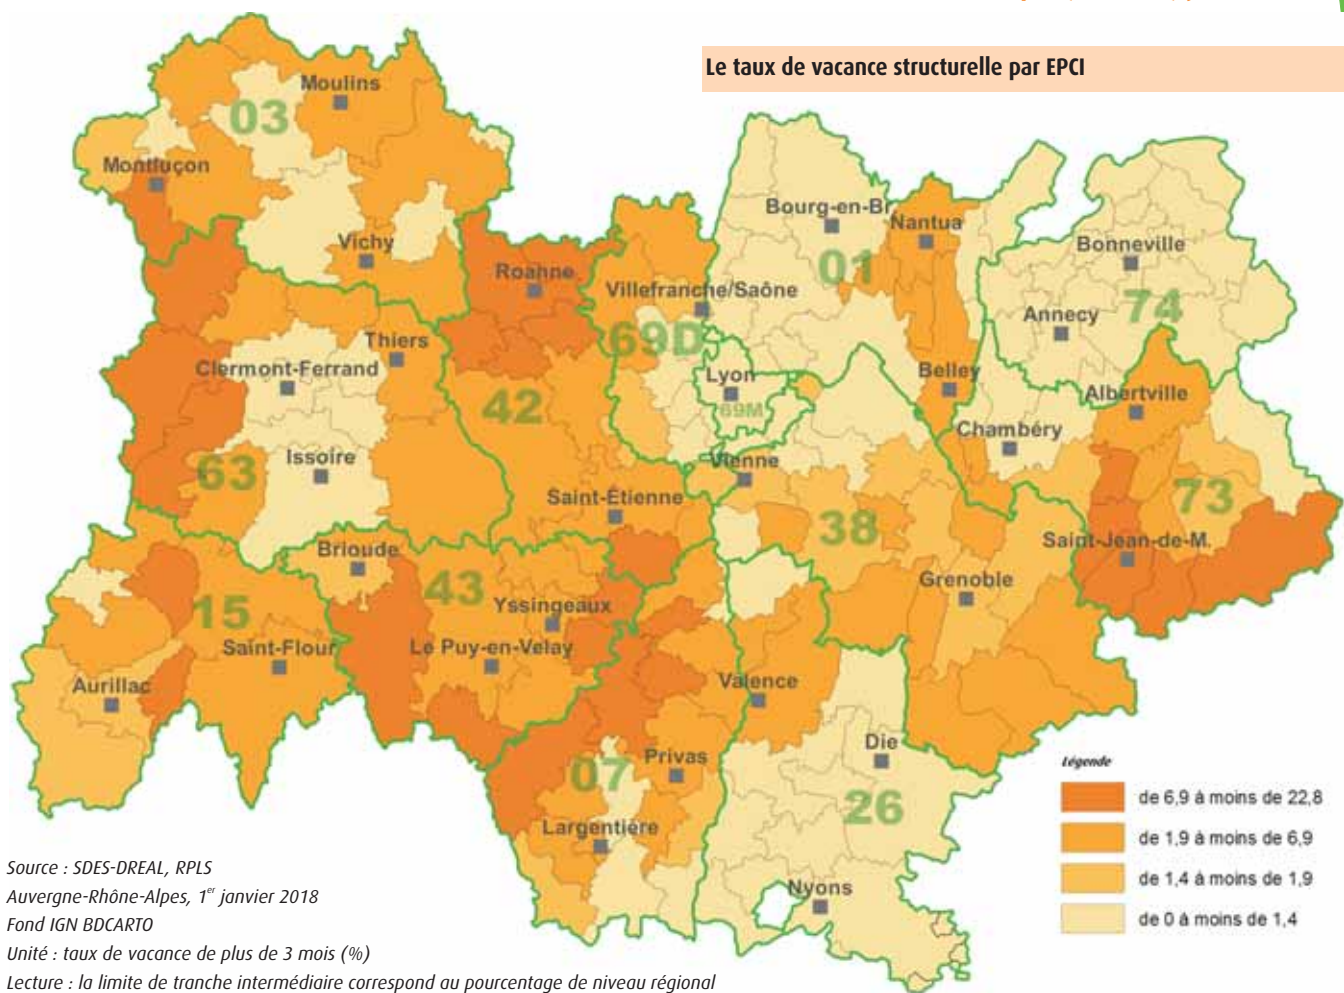 Le taux de vacance structurelle par EPCI
Moulins
03
Montluçon
Bourg-en-Br.
Nantua
Vichy
Bonneville
Roanne
01
Villefranche/Saône
74
Annecy
Thiers
69D
Clermont-Ferrand
Lyon
Belley
Albertville
42
69M
Chambéry
Issoire
Vienne
63
Saint-Etienne
73
38
Brioude
Saint-Jean-de-M.
43
Grenoble
15
Yssingeaux
Saint-Flour
Le Puy-en-Velay
Aurillac
Valence
Die
Privas
07
26
Largentière
Nyons
Légende
de 6,9 à moins de 22,8
de 1,9 à moins de 6,9
de 1,4 à moins de 1,9
de 0 à moins de 1,4
Source : SDES-DREAL, RPLS
Auvergne-Rhône-Alpes, 1er janvier 2018
Fond IGN BDCARTO
Unité : taux de vacance de plus de 3 mois (%)
Lecture : la limite de tranche intermédiaire correspond au pourcentage de niveau régional